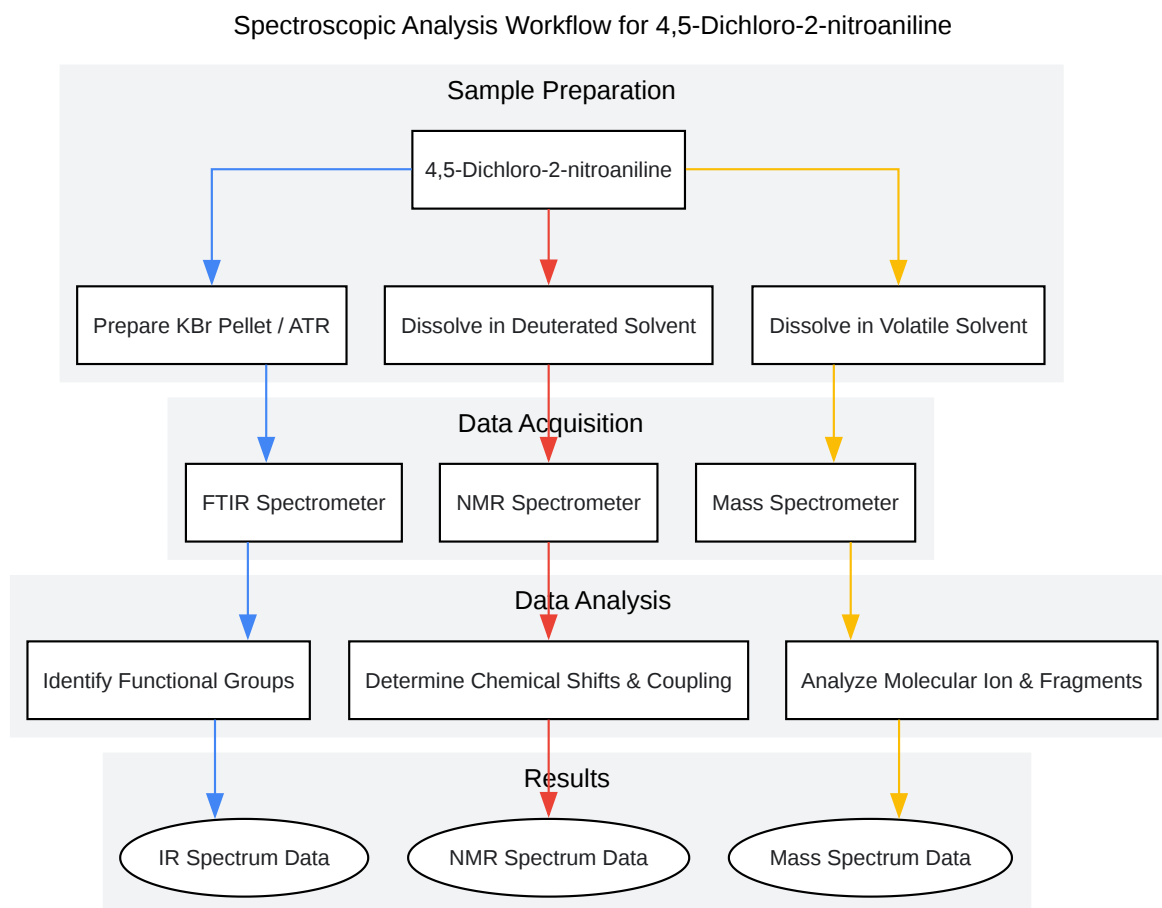 Spectroscopic Analysis Workflow for 4,5-Dichloro-2-nitroaniline
Sample Preparation
4,5-Dichloro-2-nitroaniline
Prepare KBr Pellet / ATR
Dissolve in Deuterated Solvent
Dissolve in Volatile Solvent
Data Acquisition
FTIR Spectrometer
NMR Spectrometer
Mass Spectrometer
Data Analysis
Identify Functional Groups
Determine Chemical Shifts & Coupling
Analyze Molecular Ion & Fragments
Results
IR Spectrum Data
NMR Spectrum Data
Mass Spectrum Data